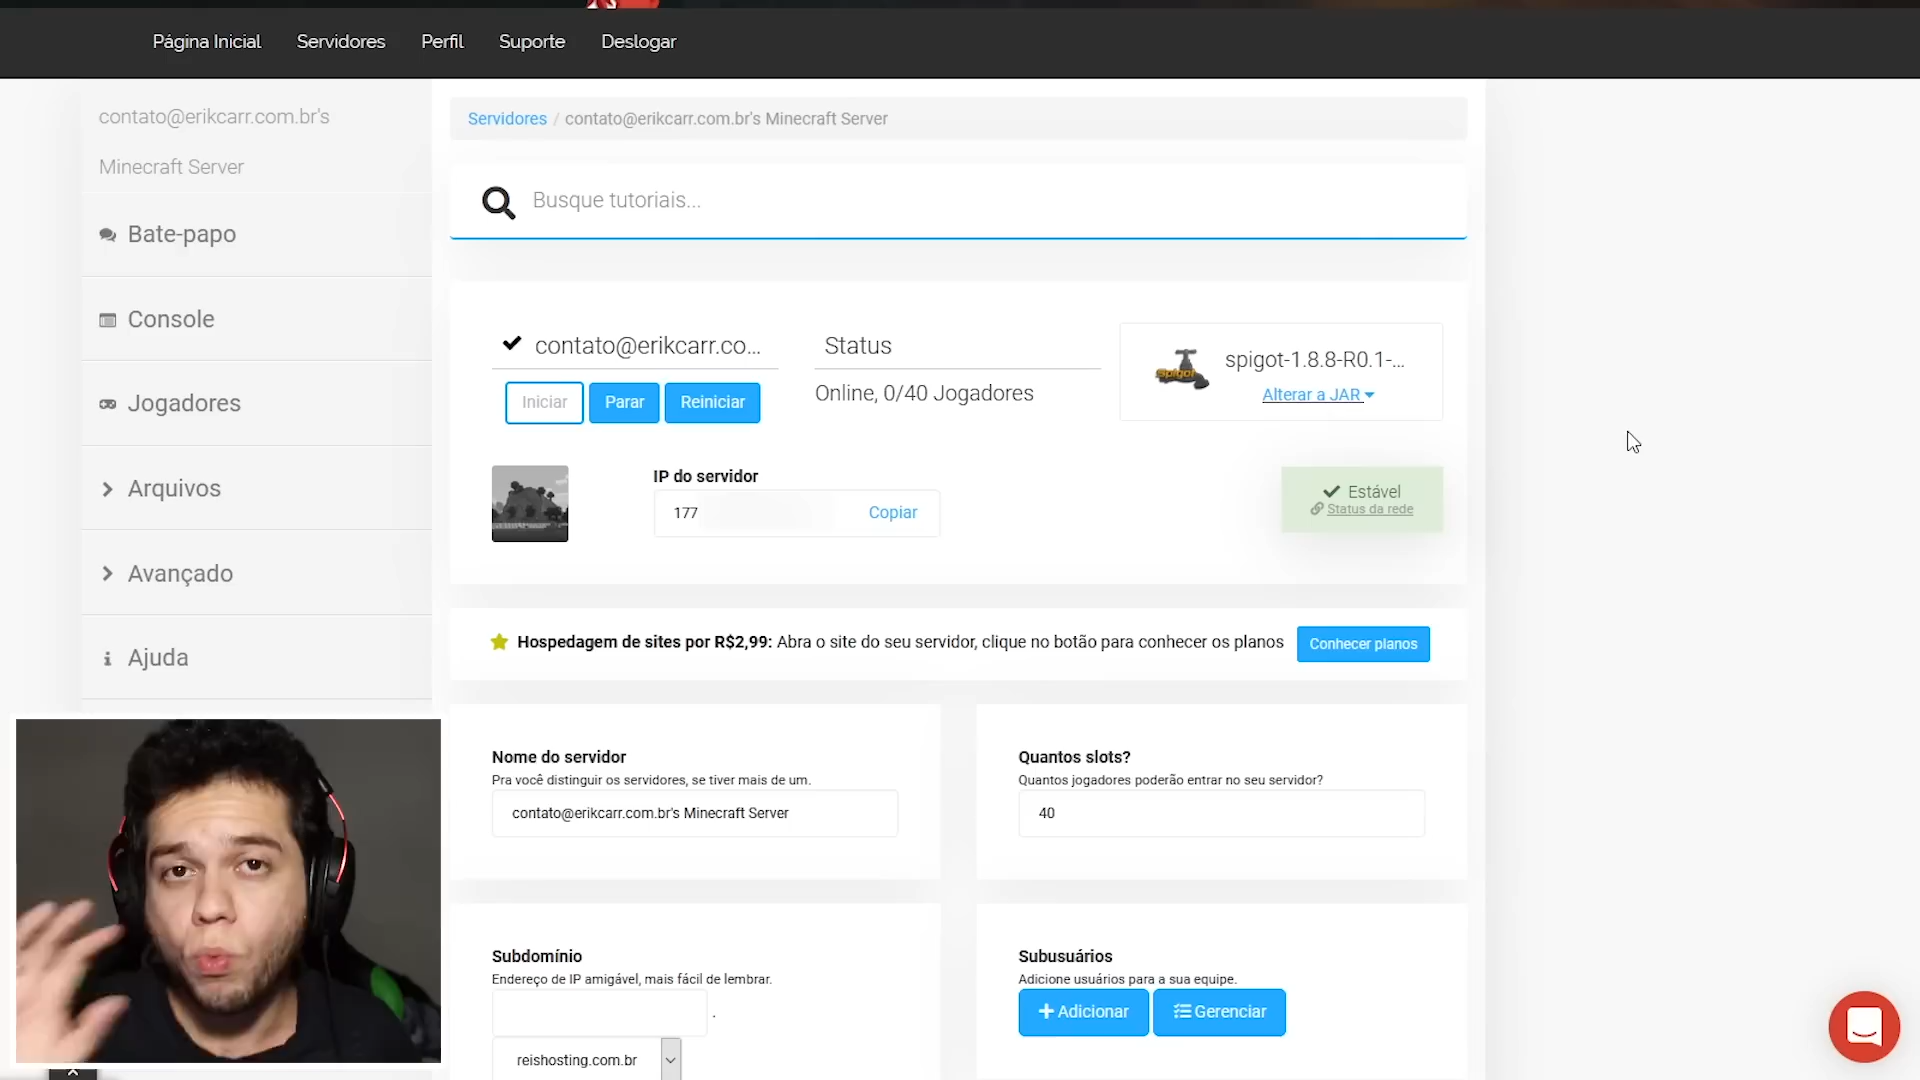 Página Inicial Servidores Perfil Suporte Deslogar
contato@erikcarr.com.br's
Minecraft Server
Bate-papo
Console
Jogadores
Arquivos
Avançado
Ajuda
Servidores / contato@erikcarr.com.br's Minecraft Server
Busque tutoriais...
contato@erikcarr.co...
Iniciar Parar Reiniciar
Status
Online, 0/40 Jogadores
Spigot
spigot-1.8.8-R0.1-...
Alterar a JAR
IP do servidor
177 Copiar
Estável
Status da rede
Hospedagem de sites por R$2,99: Abra o site do seu servidor, clique no botão para conhecer os planos Conhecer planos
Nome do servidor
Pra você distinguir os servidores, se tiver mais de um.
contato@erikcarr.com.br's Minecraft Server
Quantos slots?
Quantos jogadores poderão entrar no seu servidor?
40
Subdomínio
Endereço de IP amigável, mais fácil de lembrar.
.
reishosting.com.br
Subusuários
Adicione usuários para a sua equipe.
Adicionar Gerenciar